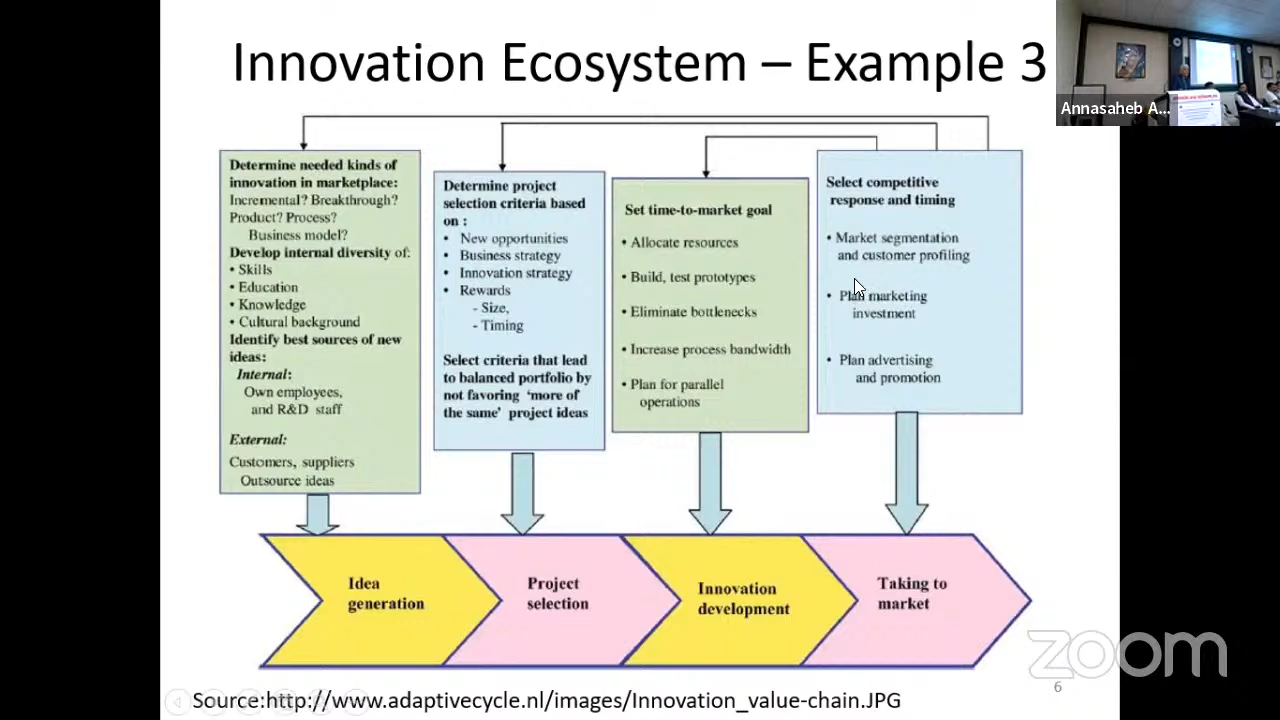 Innovation Ecosystem – Example 3
Annasaheb A...
Determine needed kinds of
innovation in marketplace:
Incremental? Breakthrough?
Product? Process?
Business model?
Develop internal diversity of:
• Skills
• Education
• Knowledge
• Cultural background
Identify best sources of new
ideas:
Internal:
Own employees,
and R&D staff
External:
Customers, suppliers
Outsource ideas
Determine project
selection criteria based
on :
• New opportunities
• Business strategy
• Innovation strategy
• Rewards
- Size,
- Timing
Select criteria that lead
to balanced portfolio by
not favoring ‘more of
the same’ project ideas
Set time-to-market goal
• Allocate resources
• Build, test prototypes
• Eliminate bottlenecks
• Increase process bandwidth
• Plan for parallel
operations
Select competitive
response and timing
• Market segmentation
and customer profiling
• Plan marketing
investment
• Plan advertising
and promotion
Idea
generation
Project
selection
Innovation
development
Taking to
market
zoom
6
Source:http://www.adaptivecycle.nl/images/Innovation_value-chain.JPG